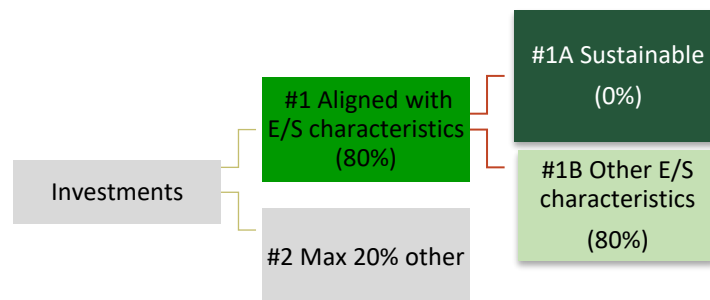 Investments
#1 Aligned with
E/S characteristics
(80%)
#2 Max 20% other
#1A Sustainable
(0%)
#1B Other E/S
characteristics
(80%)